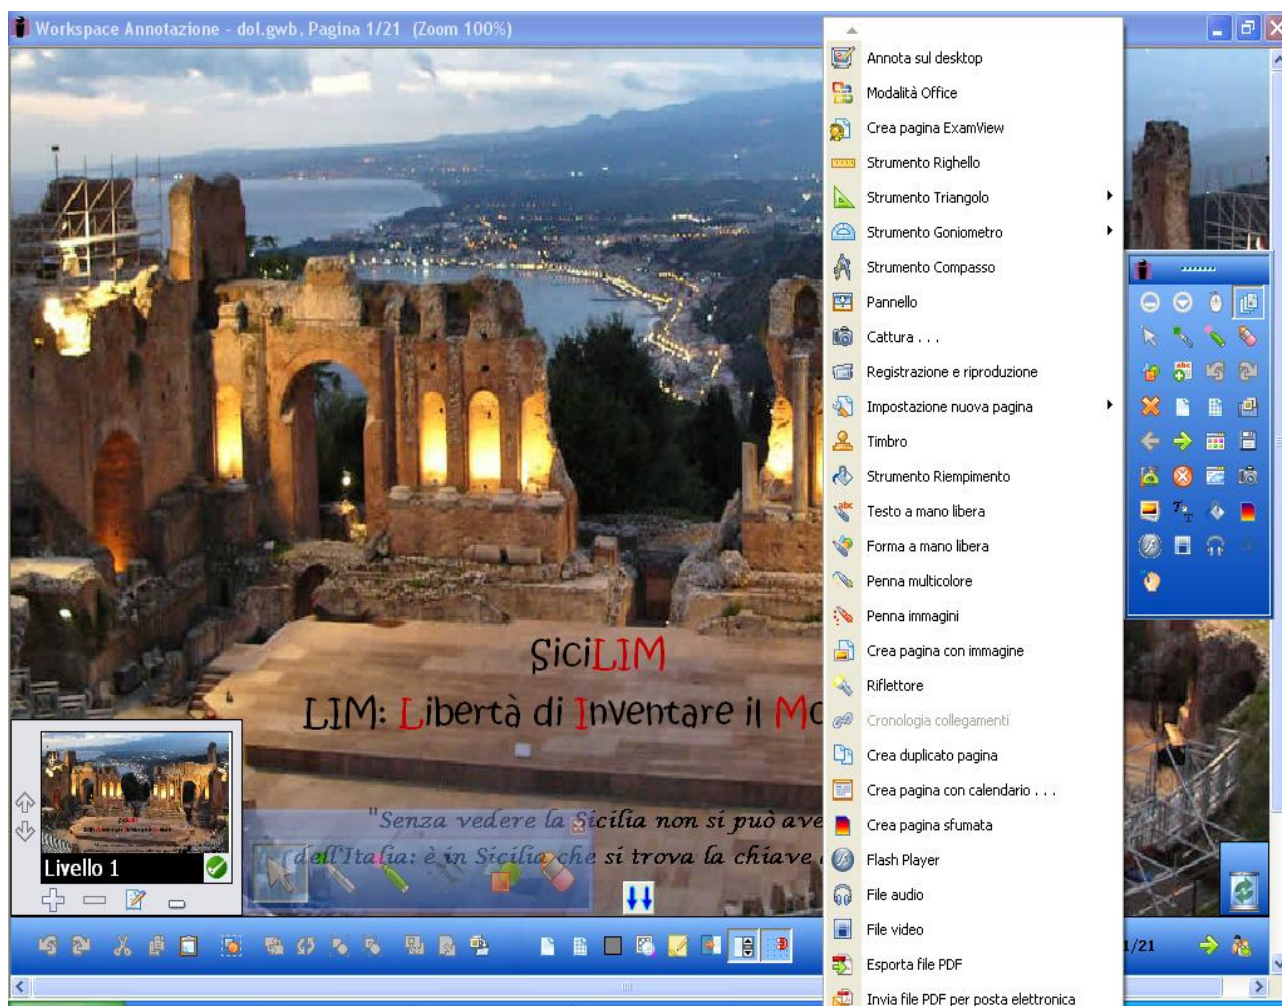 Workspace Annotazione - dol.gwb, Pagina 1/21 (Zoom 100%)
Annota sul desktop
Modalità Office
Crea pagina ExamView
Strumento Righello
Strumento Triangolo
Strumento Goniometro
Strumento Compasso
Pannello
Cattura . . .
Registrazione e riproduzione
Impostazione nuova pagina
Timbro
Strumento Riempimento
Testo a mano libera
Forma a mano libera
Penna multicolore
Penna immagini
Crea pagina con immagine
Riflettore
Cronologia collegamenti
Crea duplicato pagina
Crea pagina con calendario . . .
Crea pagina sfumata
Flash Player
File audio
File video
Esporta file PDF
Invia file PDF per posta elettronica
SiciLIM
LIM: Libertà di Inventare il Mo
"Senza vedere la Sicilia non si può ave
dell'Italia: è in Sicilia che si trova la chiave
Livello 1
1/21